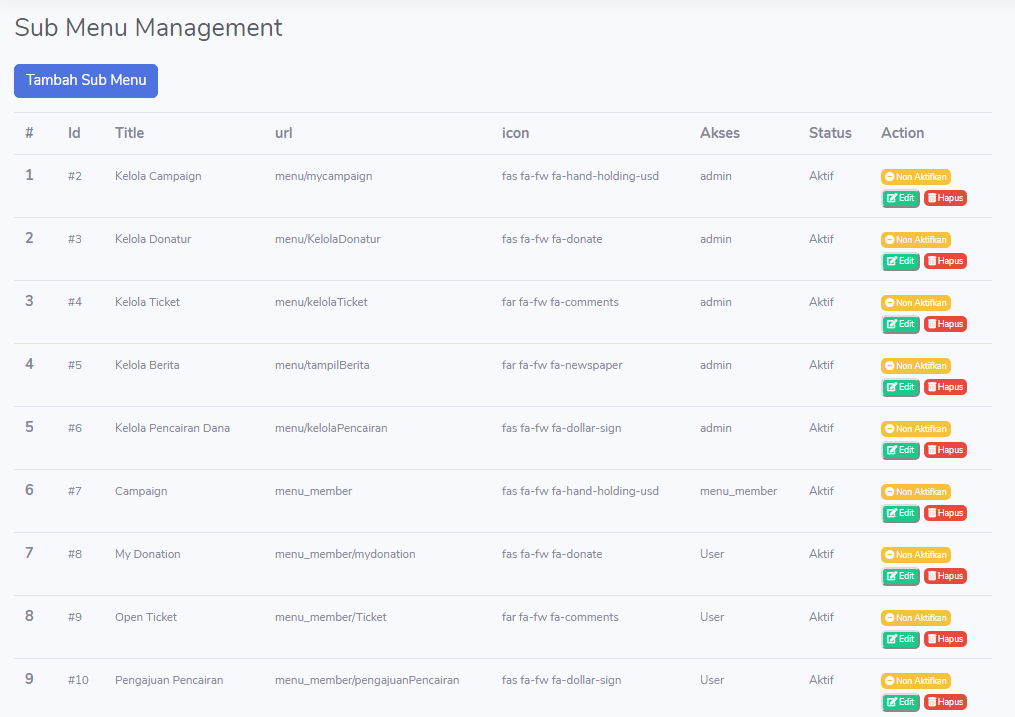 Sub Menu Management
Tambah Sub Menu
# Id Title url icon Akses Status Action
1 #2 Kelola Campaign menu/mycampaign fas fa-fw fa-hand-holding-usd admin Aktif Non Aktifkan
Edit Hapus
2 #3 Kelola Donatur menu/KelolaDonatur fas fa-fw fa-donate admin Aktif Non Aktifkan
Edit Hapus
3 #4 Kelola Ticket menu/kelolaTicket far fa-fw fa-comments admin Aktif Non Aktifkan
Edit Hapus
4 #5 Kelola Berita menu/tampilBerita far fa-fw fa-newspaper admin Aktif Non Aktifkan
Edit Hapus
5 #6 Kelola Pencairan Dana menu/kelolaPencairan fas fa-fw fa-dollar-sign admin Aktif Non Aktifkan
Edit Hapus
6 #7 Campaign menu_member fas fa-fw fa-hand-holding-usd menu_member Aktif Non Aktifkan
Edit Hapus
7 #8 My Donation menu_member/mydonation fas fa-fw fa-donate User Aktif Non Aktifkan
Edit Hapus
8 #9 Open Ticket menu_member/Ticket far fa-fw fa-comments User Aktif Non Aktifkan
Edit Hapus
9 #10 Pengajuan Pencairan menu_member/pengajuanPencairan fas fa-fw fa-dollar-sign User Aktif Non Aktifkan
Edit Hapus